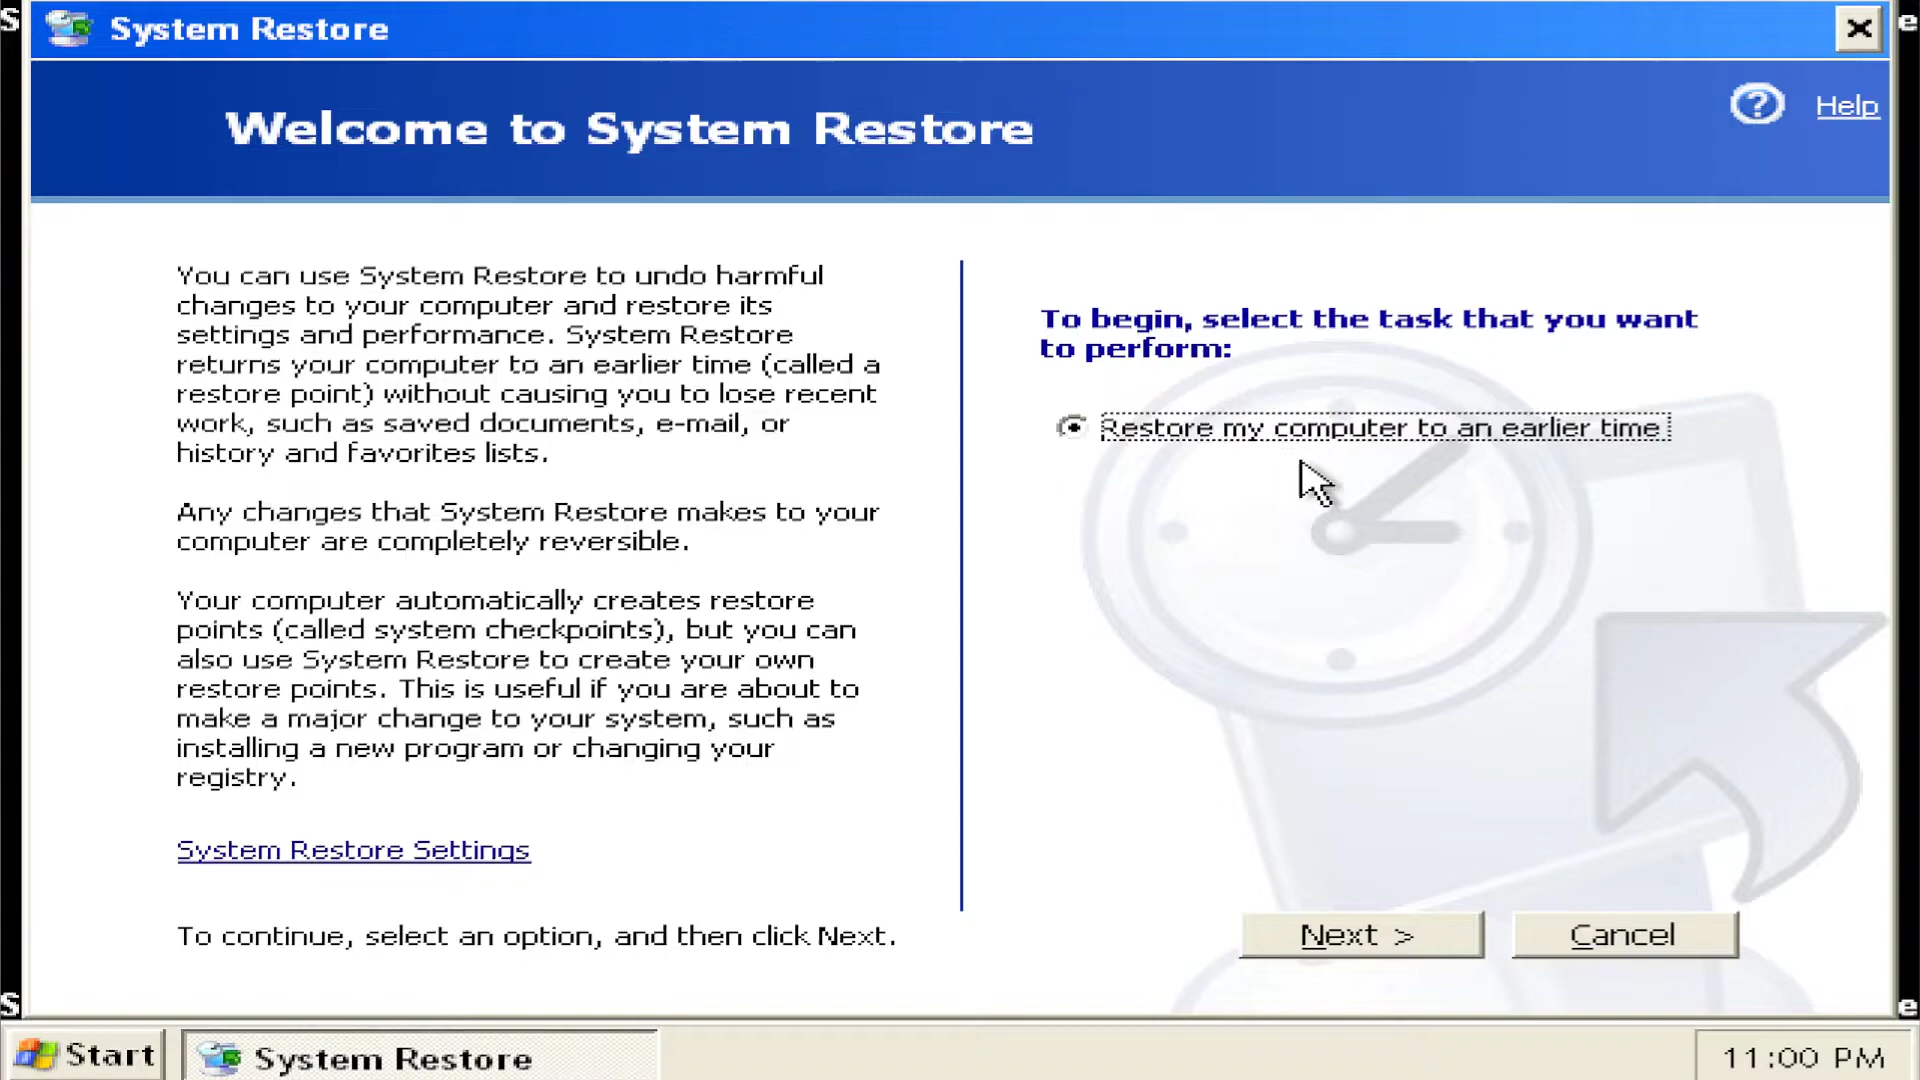 System Restore
Welcome to System Restore
Help
You can use System Restore to undo harmful
changes to your computer and restore its
settings and performance. System Restore
returns your computer to an earlier time (called a
restore point) without causing you to lose recent
work, such as saved documents, e-mail, or
history and favorites lists.
Any changes that System Restore makes to your
computer are completely reversible.
Your computer automatically creates restore
points (called system checkpoints), but you can
also use System Restore to create your own
restore points. This is useful if you are about to
make a major change to your system, such as
installing a new program or changing your
registry.
System Restore Settings
To continue, select an option, and then click Next.
To begin, select the task that you want
to perform:
Restore my computer to an earlier time
Next >
Cancel
Start
System Restore
11:00 PM